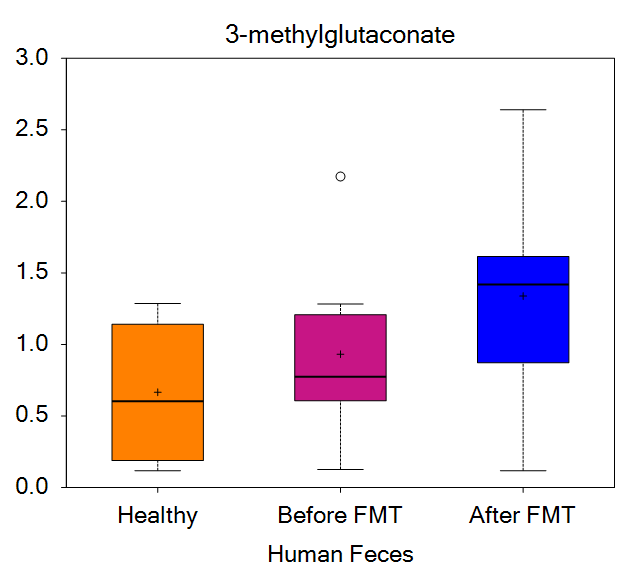 3-methylglutaconate
3.0
2.5
2.0
1.5
1.0
0.5
0.0
Healthy
Before FMT
After FMT
Human Feces